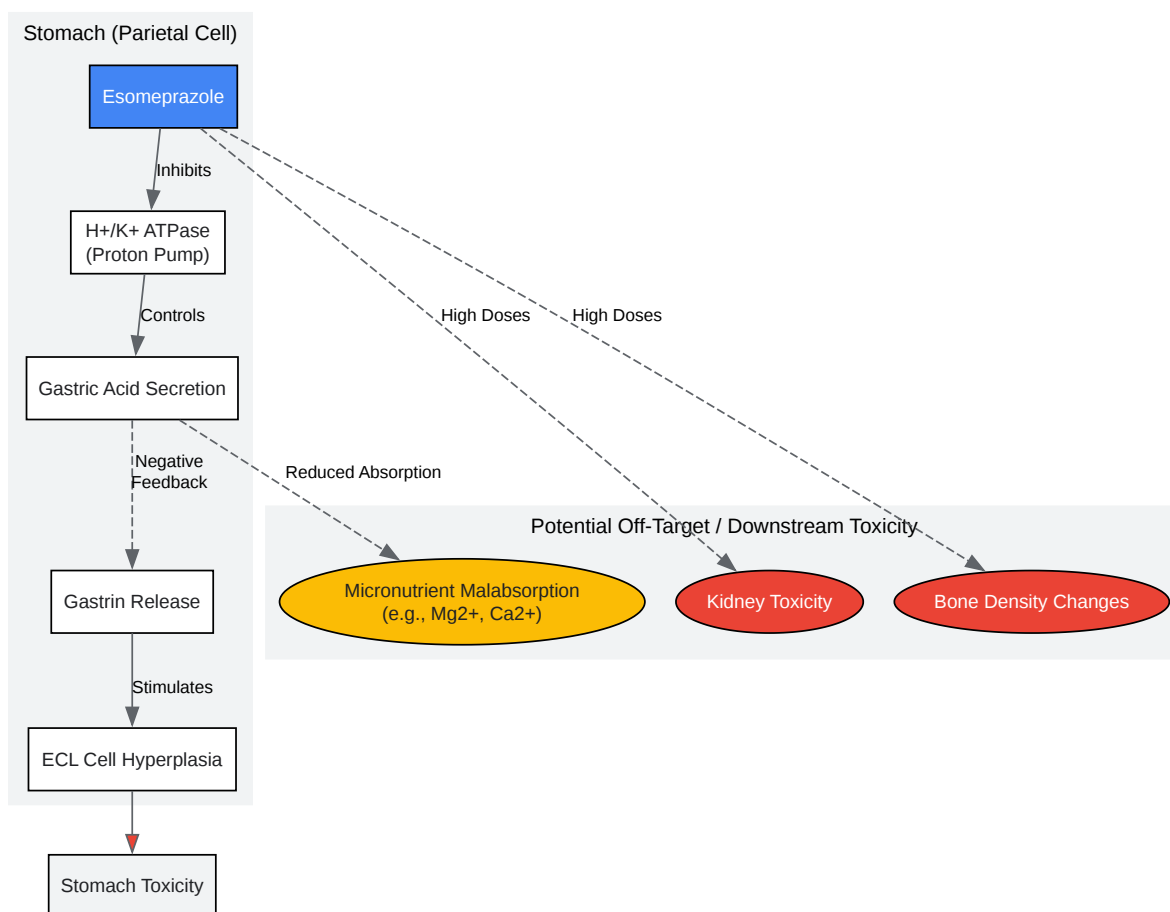 Stomach (Parietal Cell)
Esomeprazole
Inhibits
H+/K+ ATPase
(Proton Pump)
Controls
High Doses
High Doses
Gastric Acid Secretion
Negative
Feedback
Reduced Absorption
Potential Off-Target / Downstream Toxicity
Gastrin Release
Micronutrient Malabsorption
(e.g., Mg2+, Ca2+)
Kidney Toxicity
Bone Density Changes
Stimulates
ECL Cell Hyperplasia
Stomach Toxicity